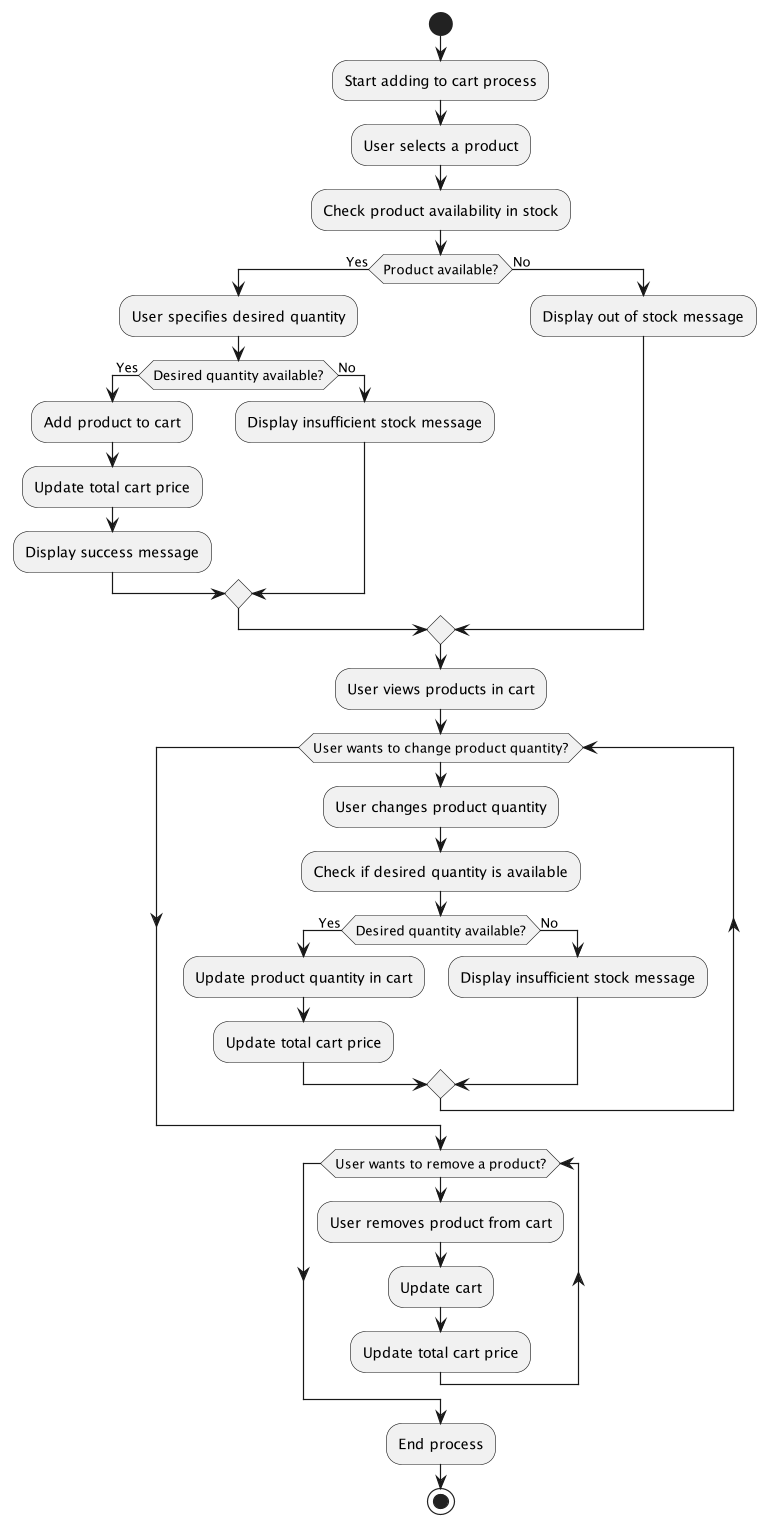 Start adding to cart process
User selects a product
Check product availability in stock
Yes
Product available?
No
User specifies desired quantity
Display out of stock message
Yes
Desired quantity available?
No
Add product to cart
Display insufficient stock message
Update total cart price
Display success message
User views products in cart
User wants to change product quantity?
User changes product quantity
Check if desired quantity is available
Yes
Desired quantity available?
No
Update product quantity in cart
Display insufficient stock message
Update total cart price
User wants to remove a product?
User removes product from cart
Update cart
Update total cart price
End process